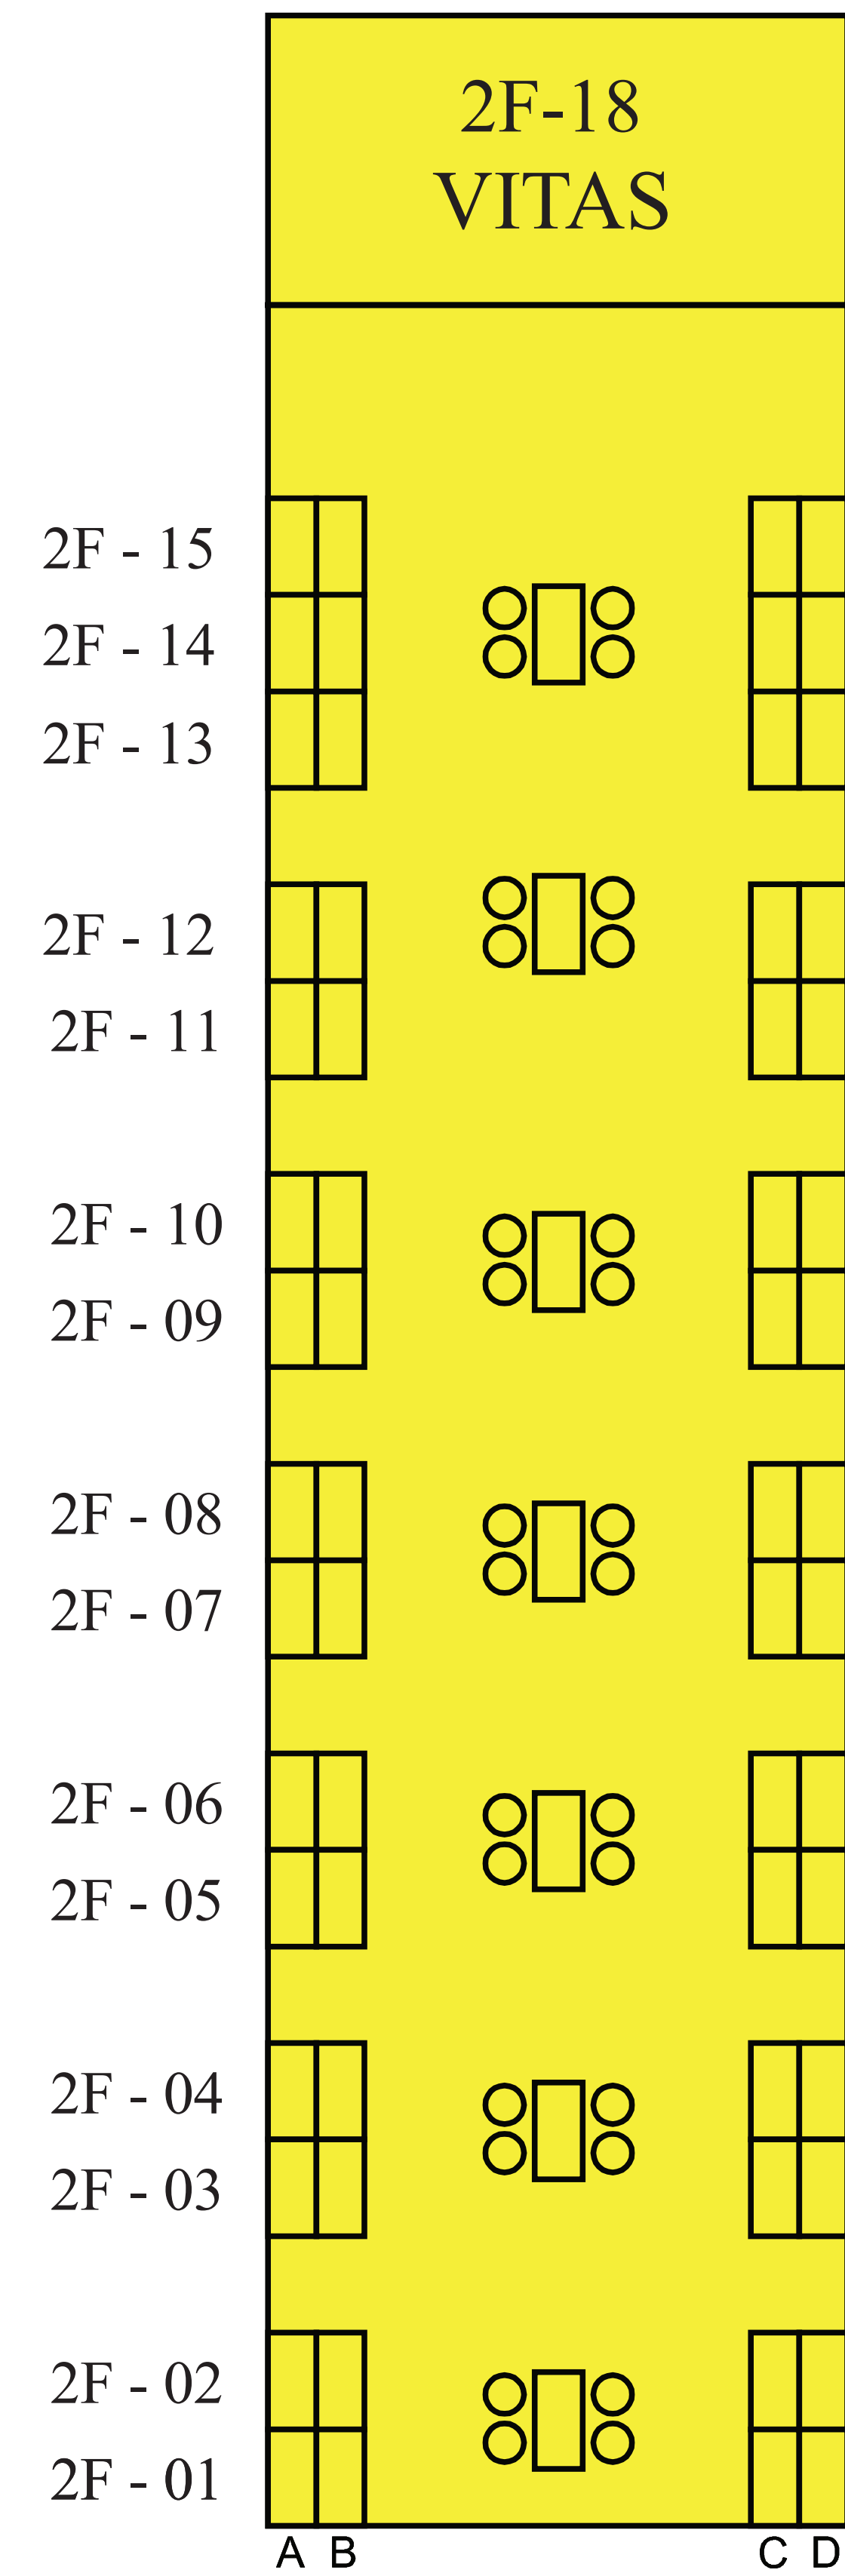 2F-18
VITAS
2F - 15
2F - 14
2F - 13
2F - 12
2F - 11
2F - 10
2F - 09
2F - 08
2F - 07
2F - 06
2F - 05
2F - 04
2F - 03
2F - 02
2F - 01
A B C D